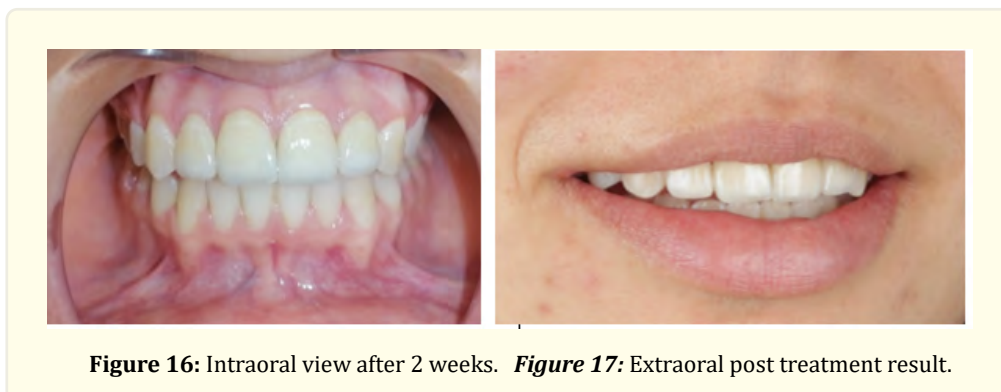 Figure 16: Intraoral view after 2 weeks. Figure 17: Extraoral post treatment result.